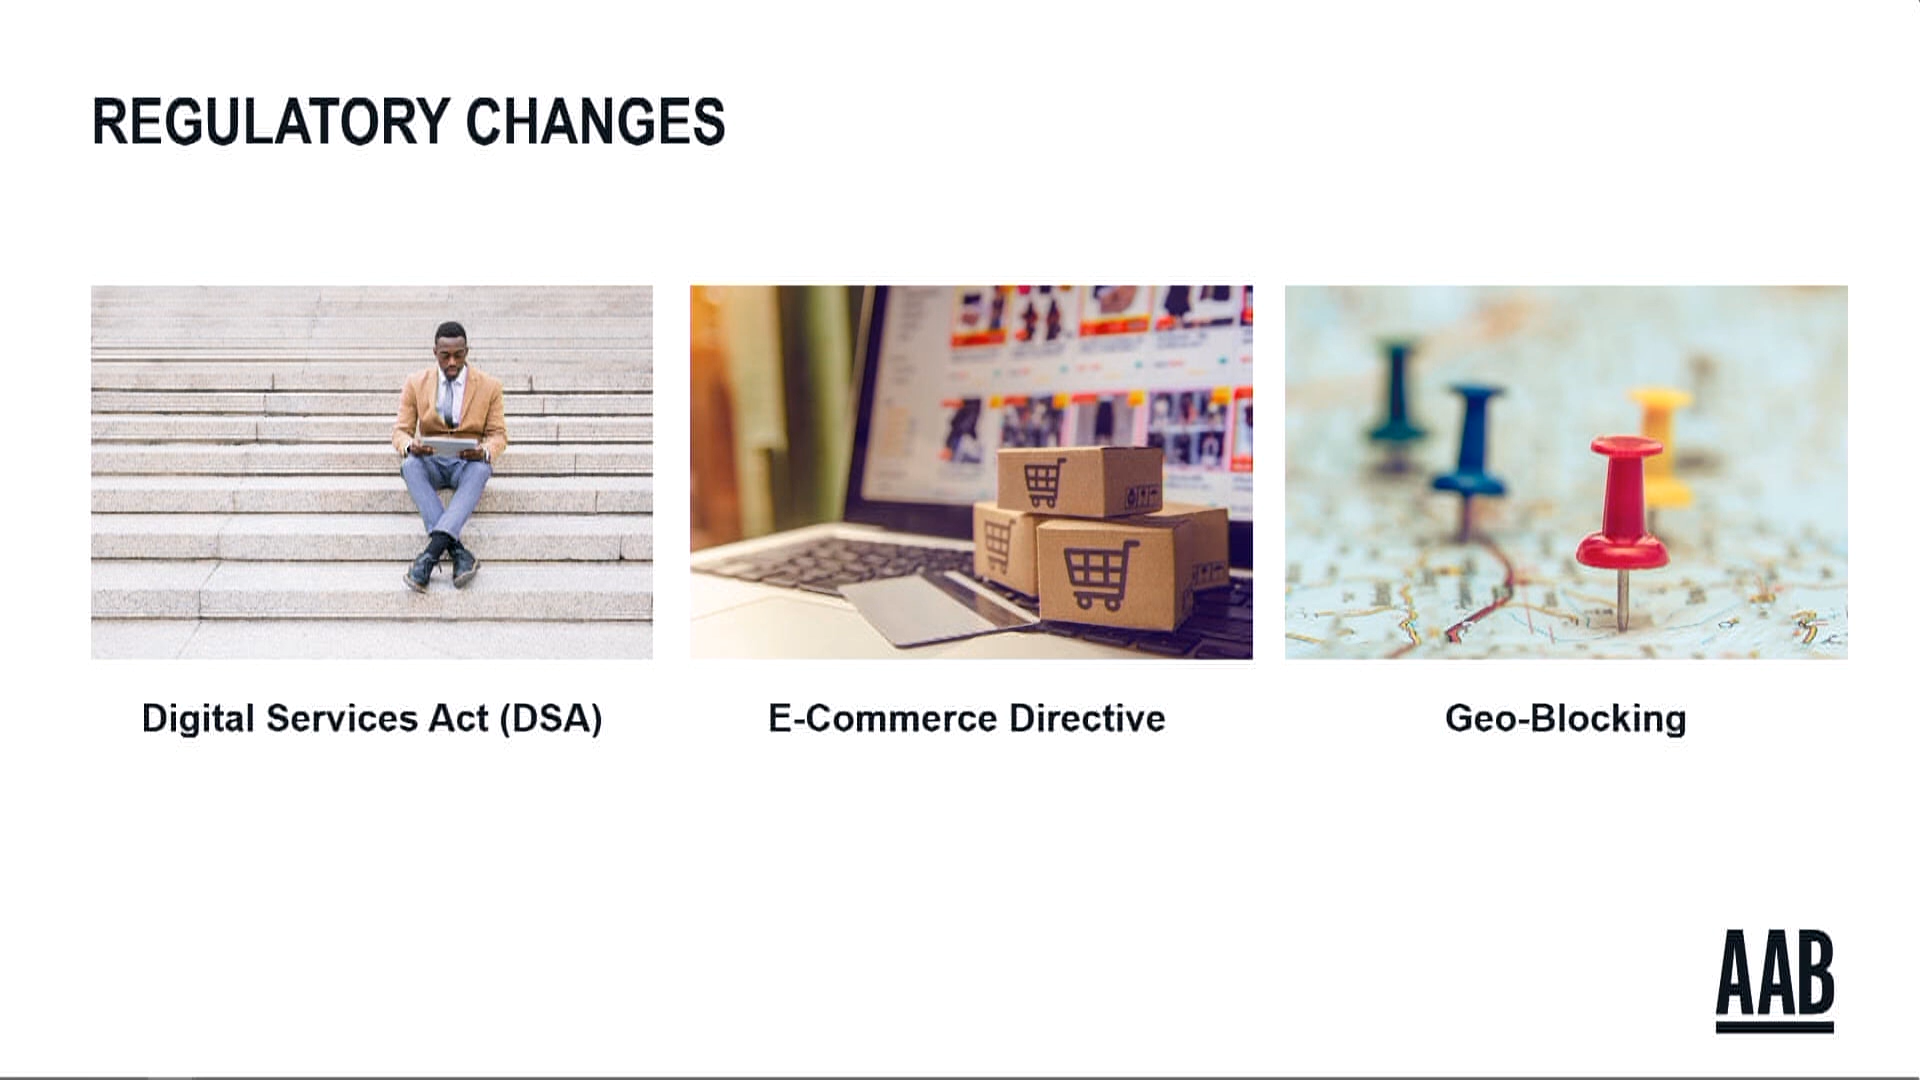 REGULATORY CHANGES
Digital Services Act (DSA)
E-Commerce Directive
Geo-Blocking
AAB